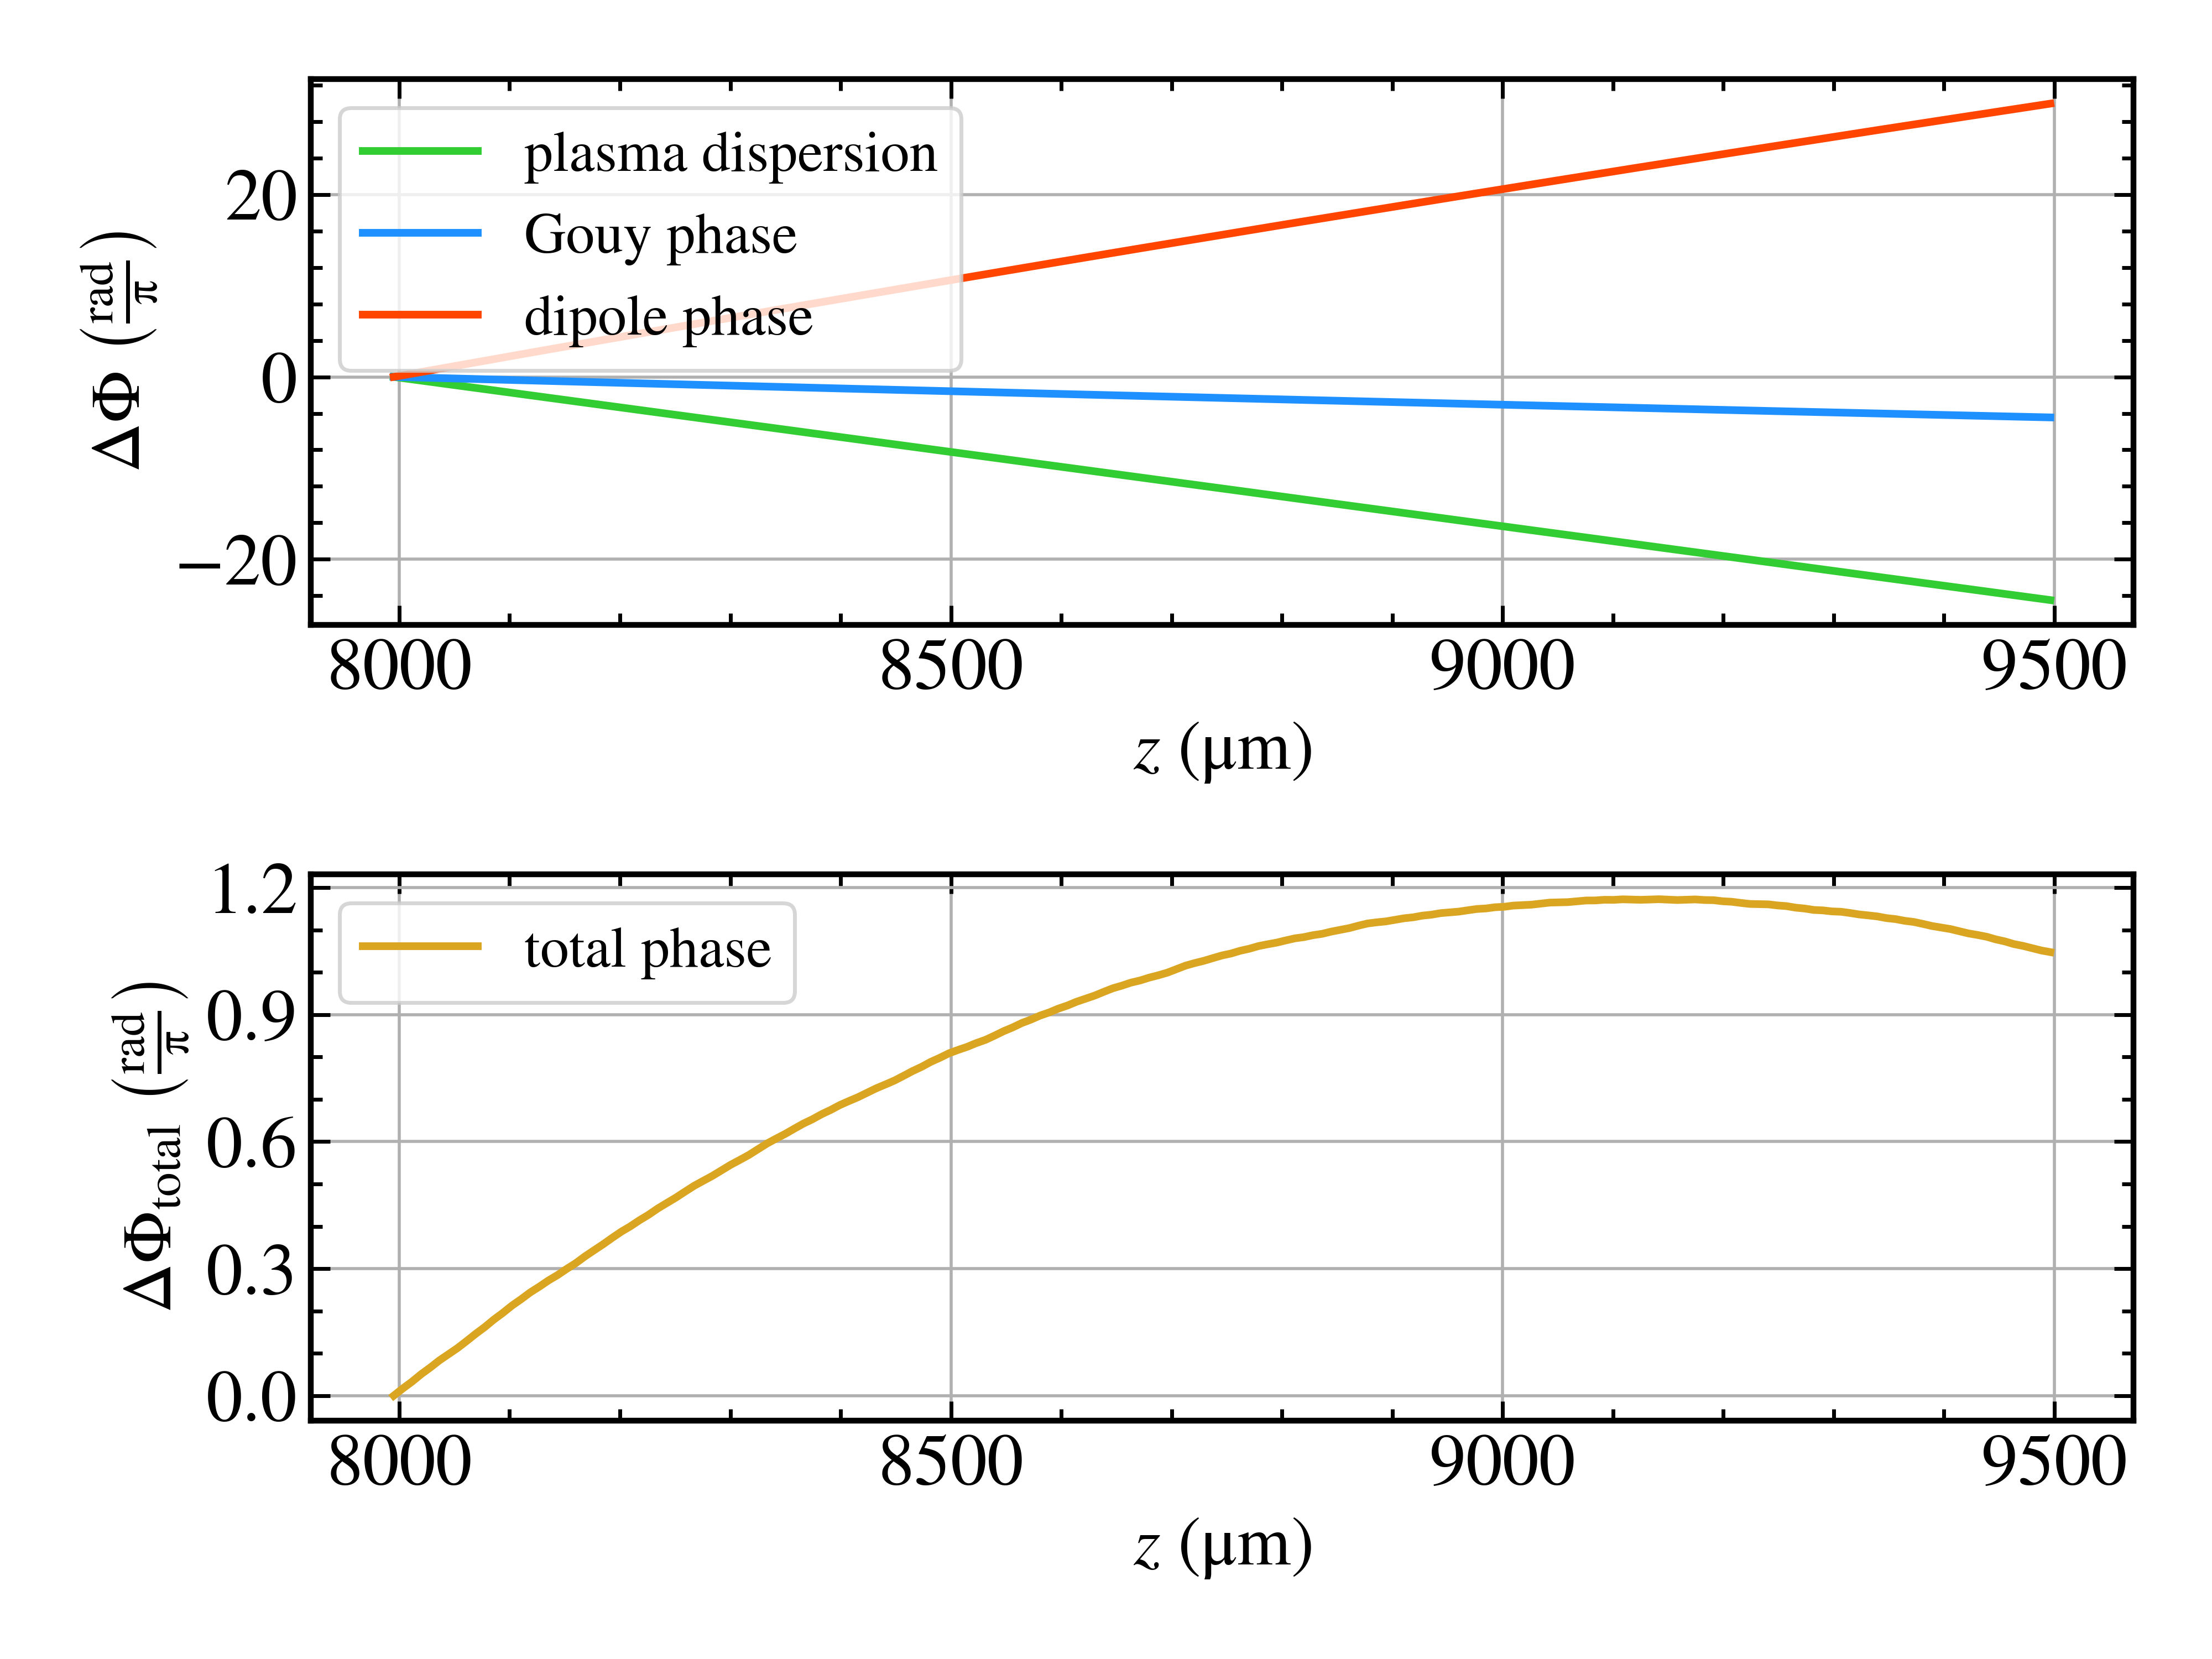 plasma dispersion
Gouy phase
dipole phase
20
0
−20
ΔΦ (rad/π)
8000 8500 9000 9500
z (μm)
total phase
1.2
0.9
0.6
0.3
0.0
ΔΦtotal (rad/π)
8000 8500 9000 9500
z (μm)